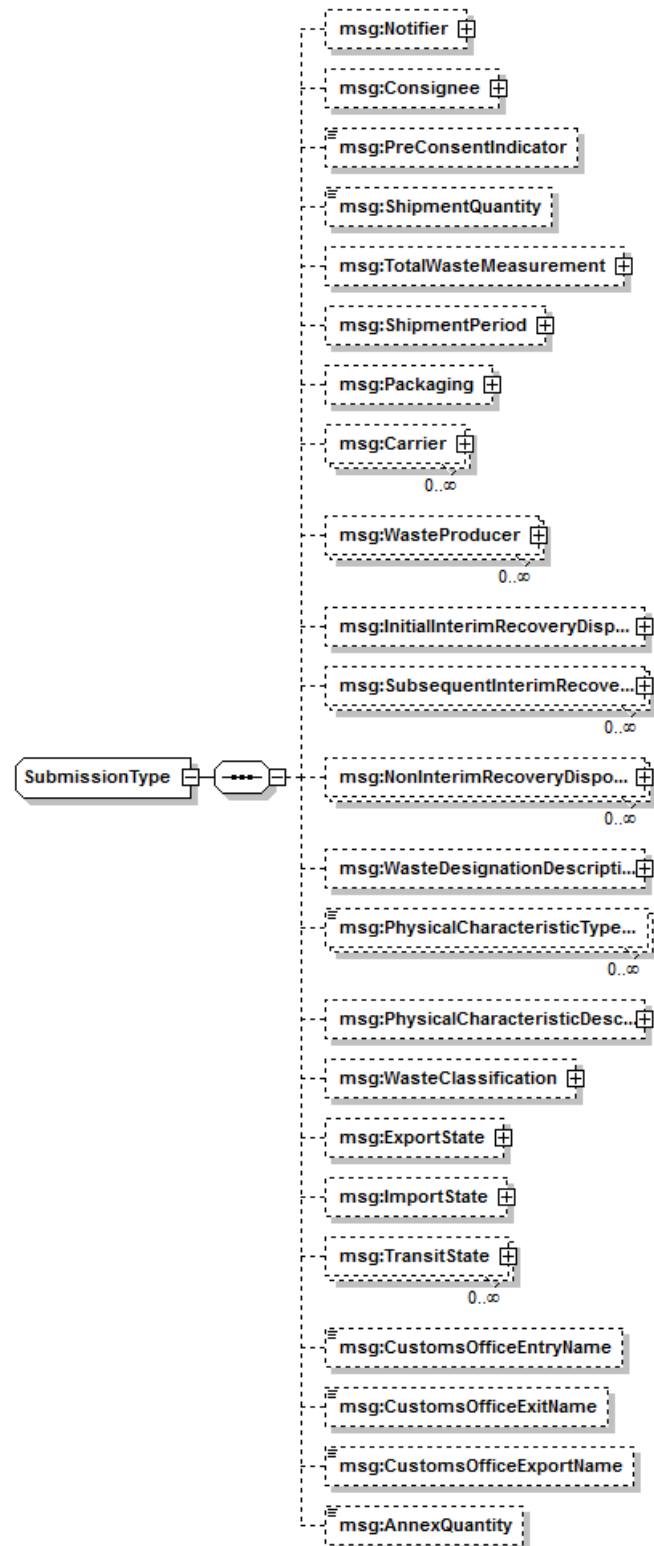 msg:Notifier
msg:Consignee
msg:PreConsentIndicator
msg:ShipmentQuantity
msg:TotalWasteMeasurement
msg:ShipmentPeriod
msg:Packaging
msg:Carrier
0..∞
msg:WasteProducer
0..∞
msg:InitialInterimRecoveryDisp...
msg:SubsequentInterimRecove...
0..∞
SubmissionType
msg:NonInterimRecoveryDispo...
0..∞
msg:WasteDesignationDescripti...
msg:PhysicalCharacteristicType...
0..∞
msg:PhysicalCharacteristicDesc...
msg:WasteClassification
msg:ExportState
msg:ImportState
msg:TransitState
0..∞
msg:CustomsOfficeEntryName
msg:CustomsOfficeExitName
msg:CustomsOfficeExportName
msg:AnnexQuantity